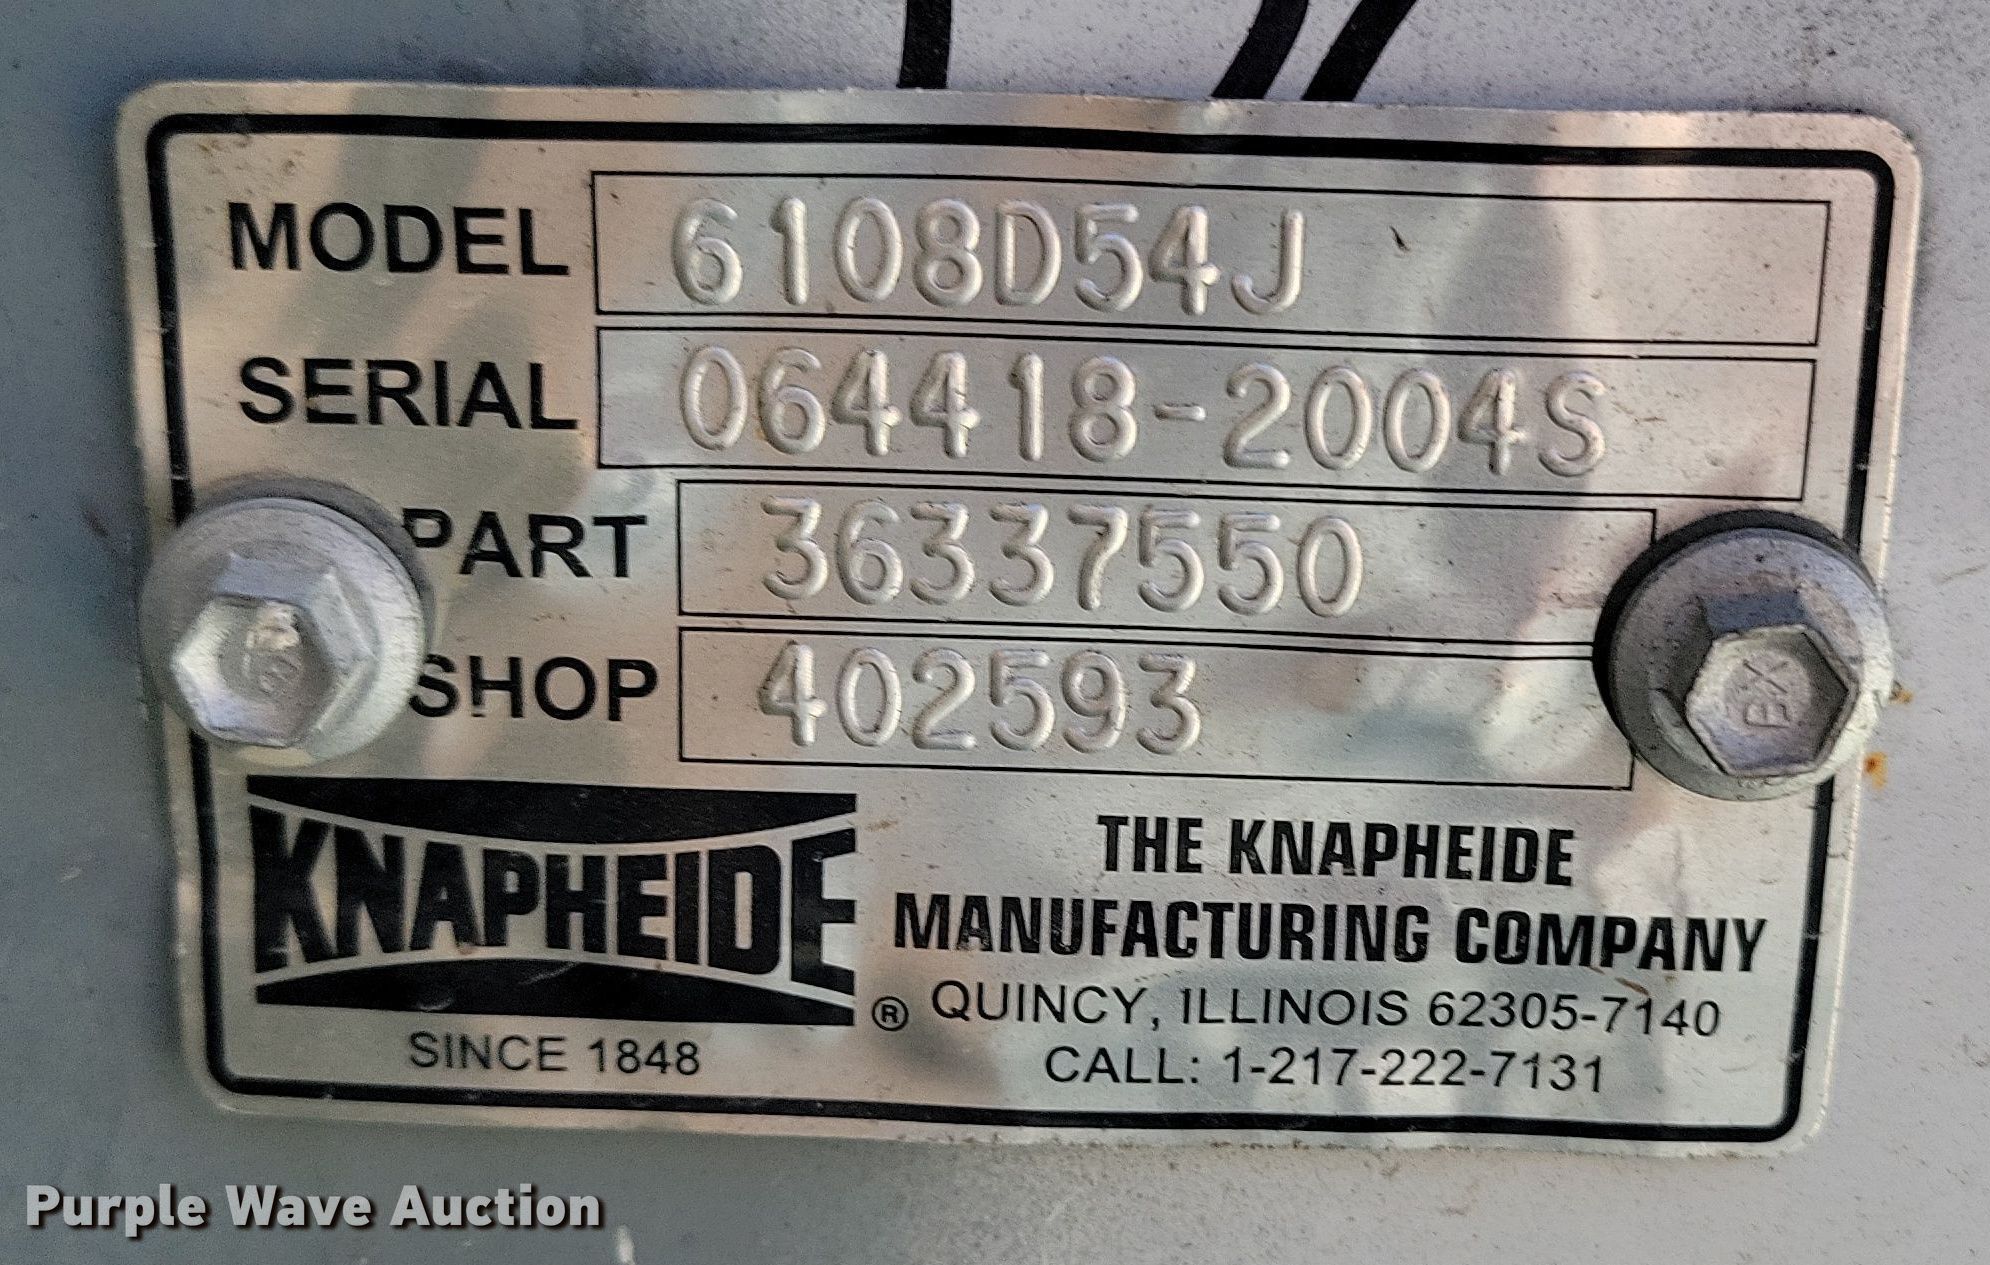 MODEL 6108D54J
SERIAL 064418-2004S
PART 36337550
SHOP 402593
KNAPHEIDE ®
SINCE 1848
THE KNAPHEIDE
MANUFACTURING COMPANY
QUINCY, ILLINOIS 62305-7140
CALL: 1-217-222-7131
BX
Purple Wave Auction